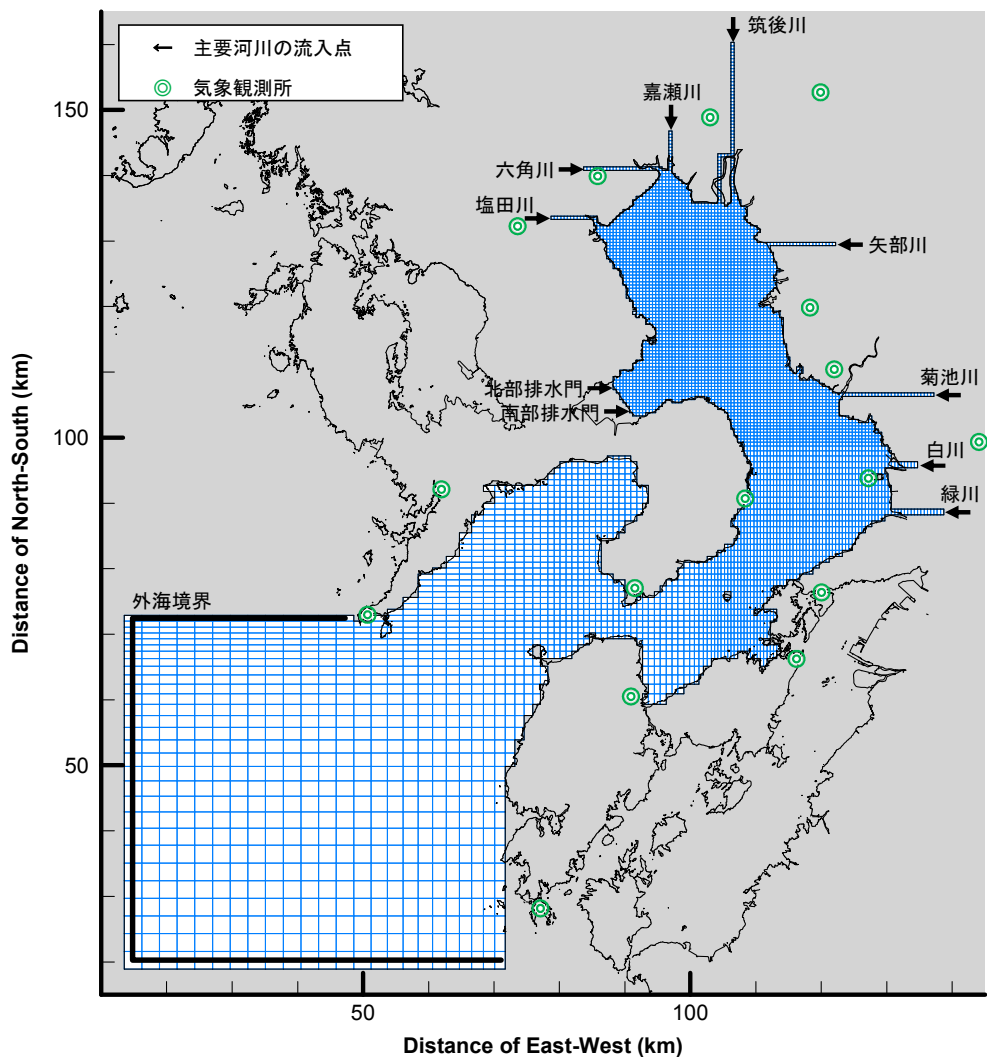 主要河川の流入点
気象観測所
筑後川
嘉瀬川
六角川
塩田川
矢部川
北部排水門
南部排水門
菊池川
白川
緑川
外海境界
150
100
50
50
100
Distance of North-South (km)
Distance of East-West (km)